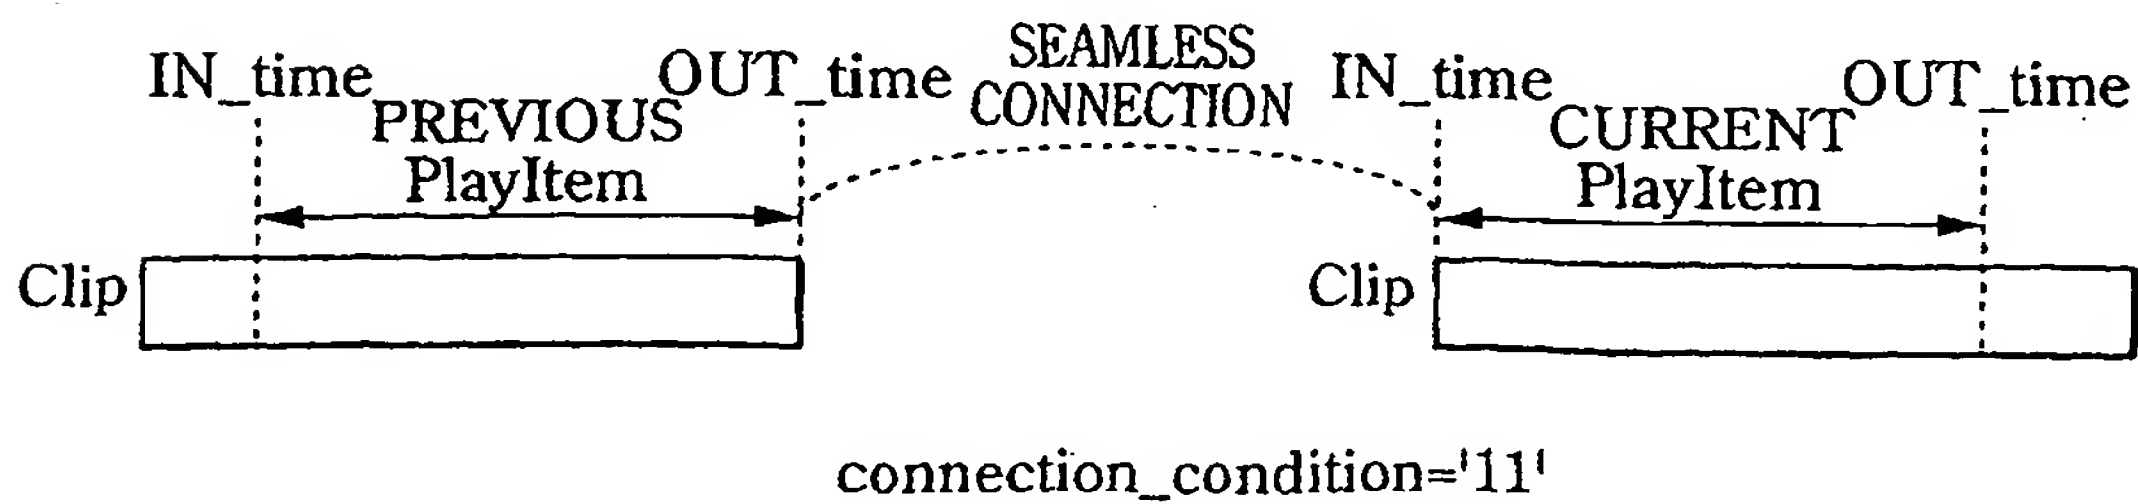 IN_time
PREVIOUS
PlayItem
OUT_time
SEAMLESS
CONNECTION
IN_time
CURRENT
PlayItem
OUT_time
Clip
Clip
connection_condition='11'